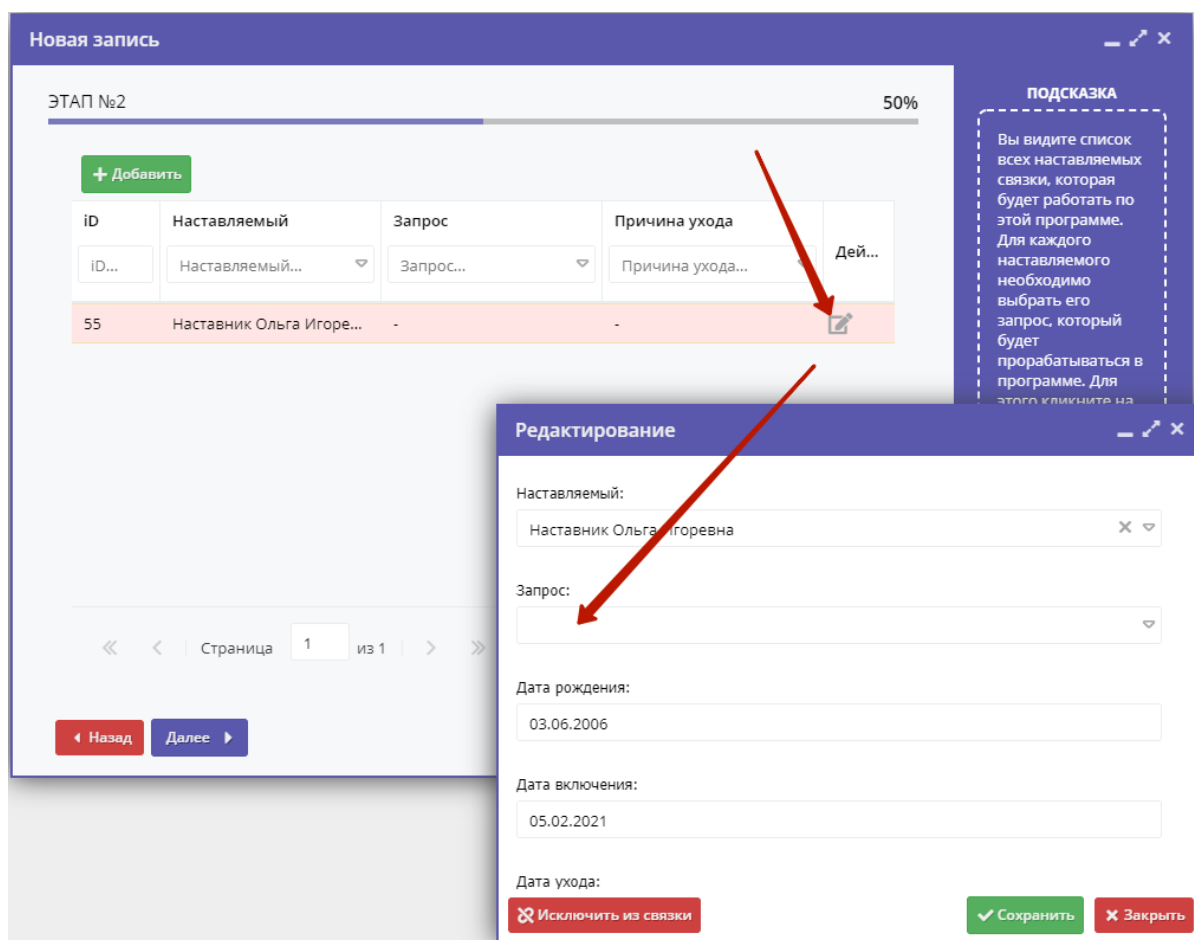 Новая запись
ЭТАП №2
50%
Добавить
iD
Наставляемый
Запрос
Причина ухода
Дей...
iD...
Наставляемый...
Запрос...
Причина ухода...
55
Наставник Ольга Игоре...
-
-
Страница
1
из 1
Назад
Далее
ПОДСКАЗКА
Вы видите список
всех наставляемых
связки, которая
будет работать по
этой программе.
Для каждого
наставляемого
необходимо
выбрать его
запрос, который
будет
прорабатываться в
программе. Для
этого кликните на
Редактирование
Наставляемый:
Наставник Ольга Игоревна
Запрос:
Дата рождения:
03.06.2006
Дата включения:
05.02.2021
Дата ухода:
Исключить из связки
Сохранить
Закрыть